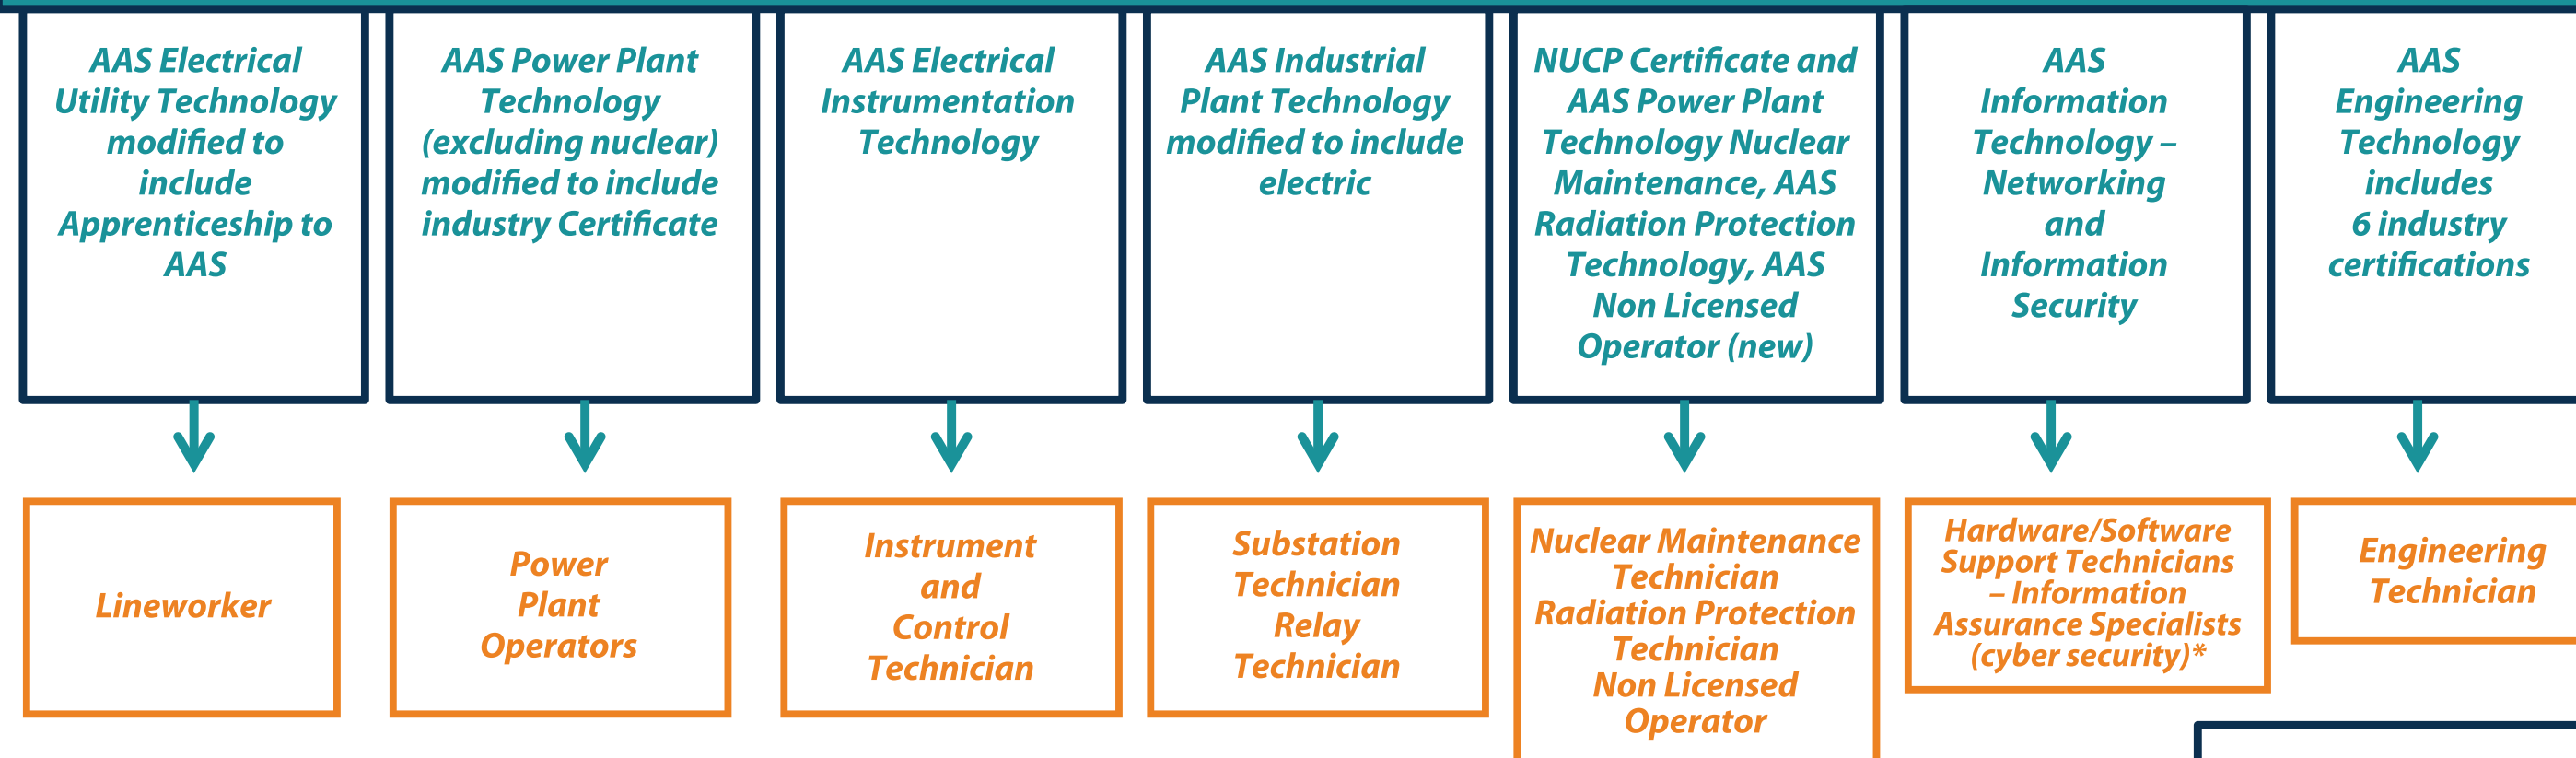 AAS Electrical
Utility Technology
modified to
include
Apprenticeship to
AAS
AAS Power Plant
Technology
(excluding nuclear)
modified to include
industry Certificate
AAS Electrical
Instrumentation
Technology
AAS Industrial
Plant Technology
modified to include
electric
NUCP Certificate and
AAS Power Plant
Technology Nuclear
Maintenance, AAS
Radiation Protection
Technology, AAS
Non Licensed
Operator (new)
AAS
Information
Technology –
Networking
and
Information
Security
AAS
Engineering
Technology
includes
6 industry
certifications
Lineworker
Power
Plant
Operators
Instrument
and
Control
Technician
Substation
Technician
Relay
Technician
Nuclear Maintenance
Technician
Radiation Protection
Technician
Non Licensed
Operator
Hardware/Software
Support Technicians
– Information
Assurance Specialists
(cyber security)*
Engineering
Technician